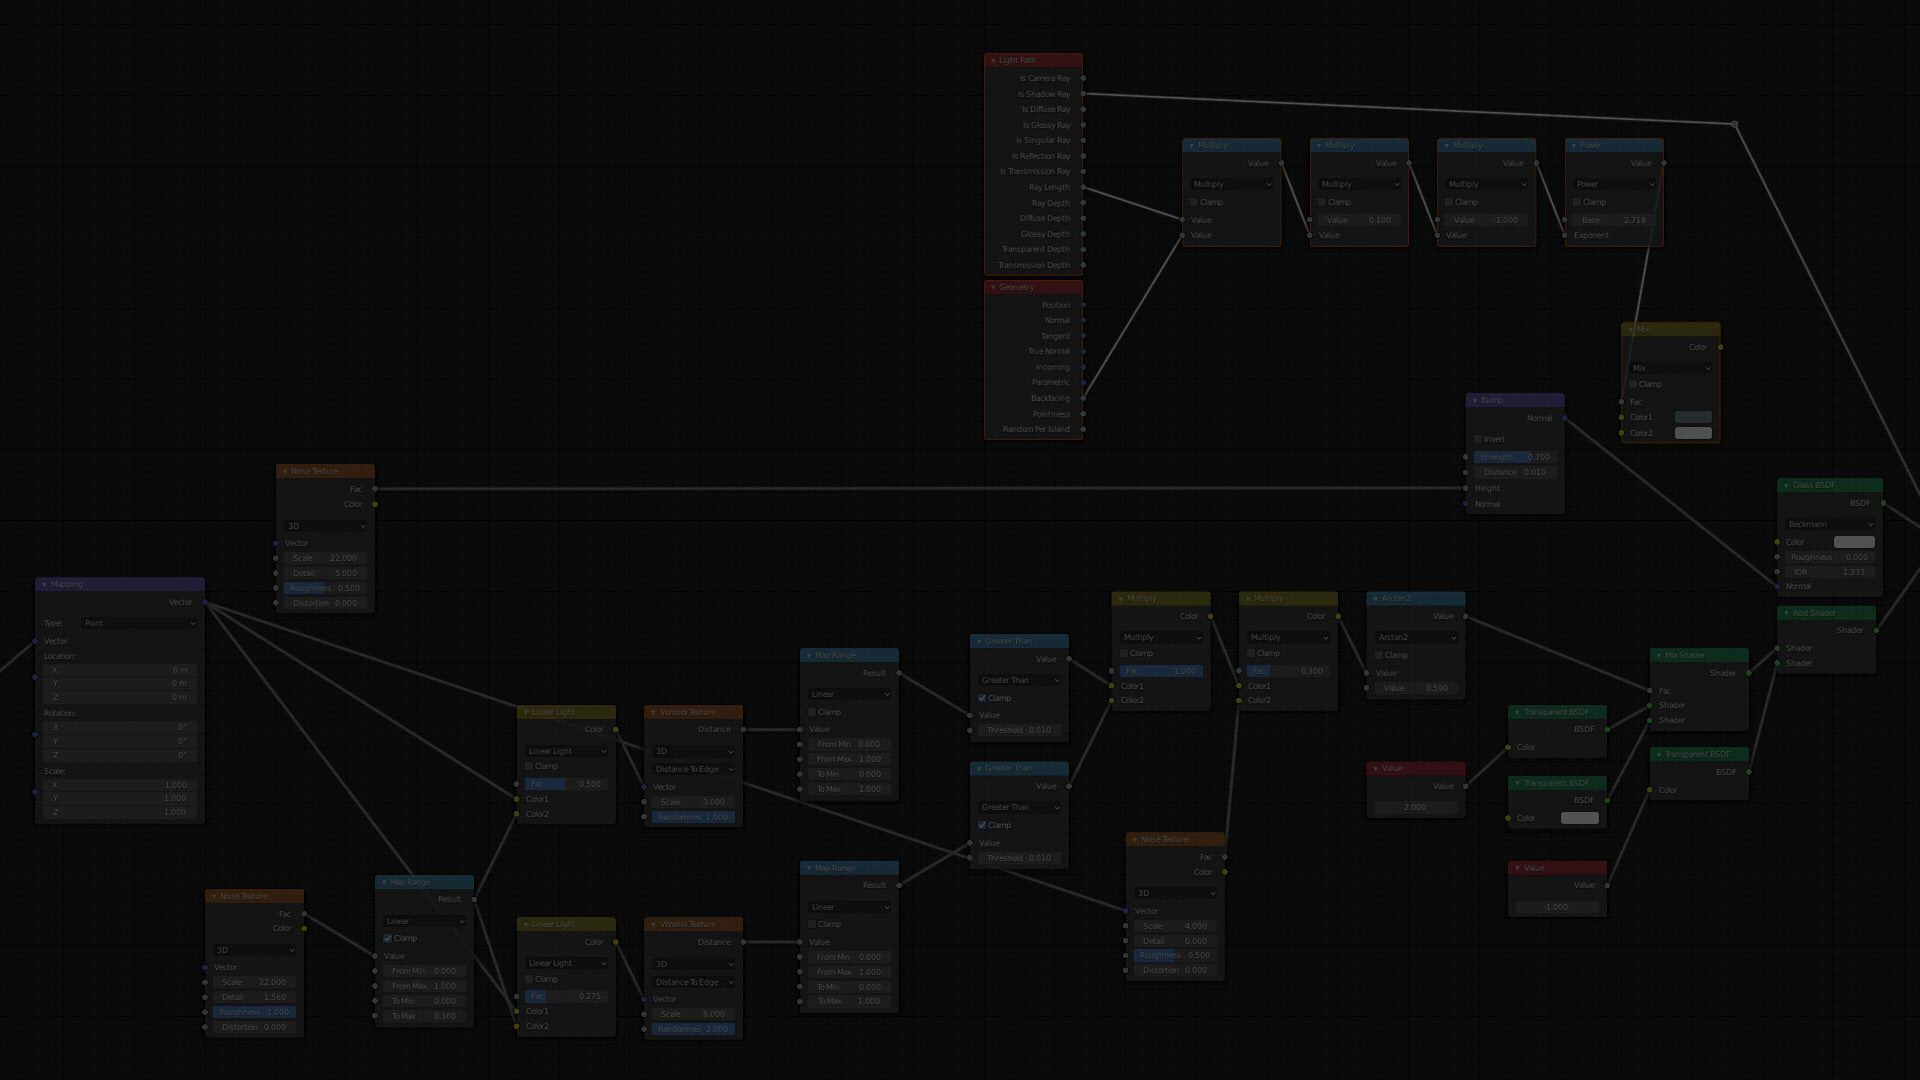 Light Path
Is Camera Ray
Is Shadow Ray
Is Diffuse Ray
Is Glossy Ray
Is Singular Ray
Is Reflection Ray
Is Transmission Ray
Ray Length
Ray Depth
Diffuse Depth
Glossy Depth
Transparent Depth
Transmission Depth
Geometry
Position
Normal
Tangent
True Normal
Incoming
Parametric
Backfacing
Pointiness
Random Per Island
Multiply
Value
Multiply
Clamp
Value
Value
Multiply
Value
Multiply
Clamp
Value 0.100
Value
Multiply
Value
Multiply
Clamp
Value -1.000
Value
Power
Value
Power
Clamp
Base 2.718
Exponent
Mix
Color
Mix
Clamp
Fac
Color1
Color2
Bump
Normal
Invert
Strength 0.700
Distance 0.010
Height
Normal
Noise Texture
Fac
Color
3D
Vector
Scale 22.000
Detail 5.000
Roughness 0.500
Distortion 0.000
Glass BSDF
BSDF
Beckmann
Color
Roughness 0.000
IOR 1.333
Normal
Mapping
Vector
Type: Point
Vector
Location:
X 0 m
Y 0 m
Z 0 m
Rotation:
X 0°
Y 0°
Z 0°
Scale:
X 1.000
Y 1.000
Z 1.000
Linear Light
Color
Linear Light
Clamp
Fac 0.500
Color1
Color2
Voronoi Texture
Distance
3D
Distance To Edge
Vector
Scale 3.000
Randomnes 1.000
Map Range
Result
Linear
Clamp
Value
From Min 0.000
From Max 1.000
To Min 0.000
To Max 1.000
Greater Than
Value
Greater Than
Clamp
Value
Threshold 0.010
Greater Than
Value
Greater Than
Clamp
Value
Threshold 0.010
Multiply
Color
Multiply
Clamp
Fac 1.000
Color1
Color2
Multiply
Color
Multiply
Clamp
Fac 0.300
Color1
Color2
Arctan2
Value
Arctan2
Clamp
Value
Value 0.590
Add Shader
Shader
Shader
Shader
Mix Shader
Shader
Fac
Shader
Shader
Transparent BSDF
BSDF
Color
Transparent BSDF
BSDF
Color
Transparent BSDF
BSDF
Color
Value
Value
2.000
Value
Value
-1.000
Noise Texture
Fac
Color
3D
Vector
Scale 4.000
Detail 0.000
Roughness 0.500
Distortion 0.000
Noise Texture
Fac
Color
3D
Vector
Scale 22.000
Detail 1.560
Roughness 1.000
Distortion 0.000
Map Range
Result
Linear
Clamp
Value
From Min 0.000
From Max 1.000
To Min 0.000
To Max 0.360
Linear Light
Color
Linear Light
Clamp
Fac 0.275
Color1
Color2
Voronoi Texture
Distance
3D
Distance To Edge
Vector
Scale 8.000
Randomnes 2.000
Map Range
Result
Linear
Clamp
Value
From Min 0.000
From Max 1.000
To Min 0.000
To Max 1.000